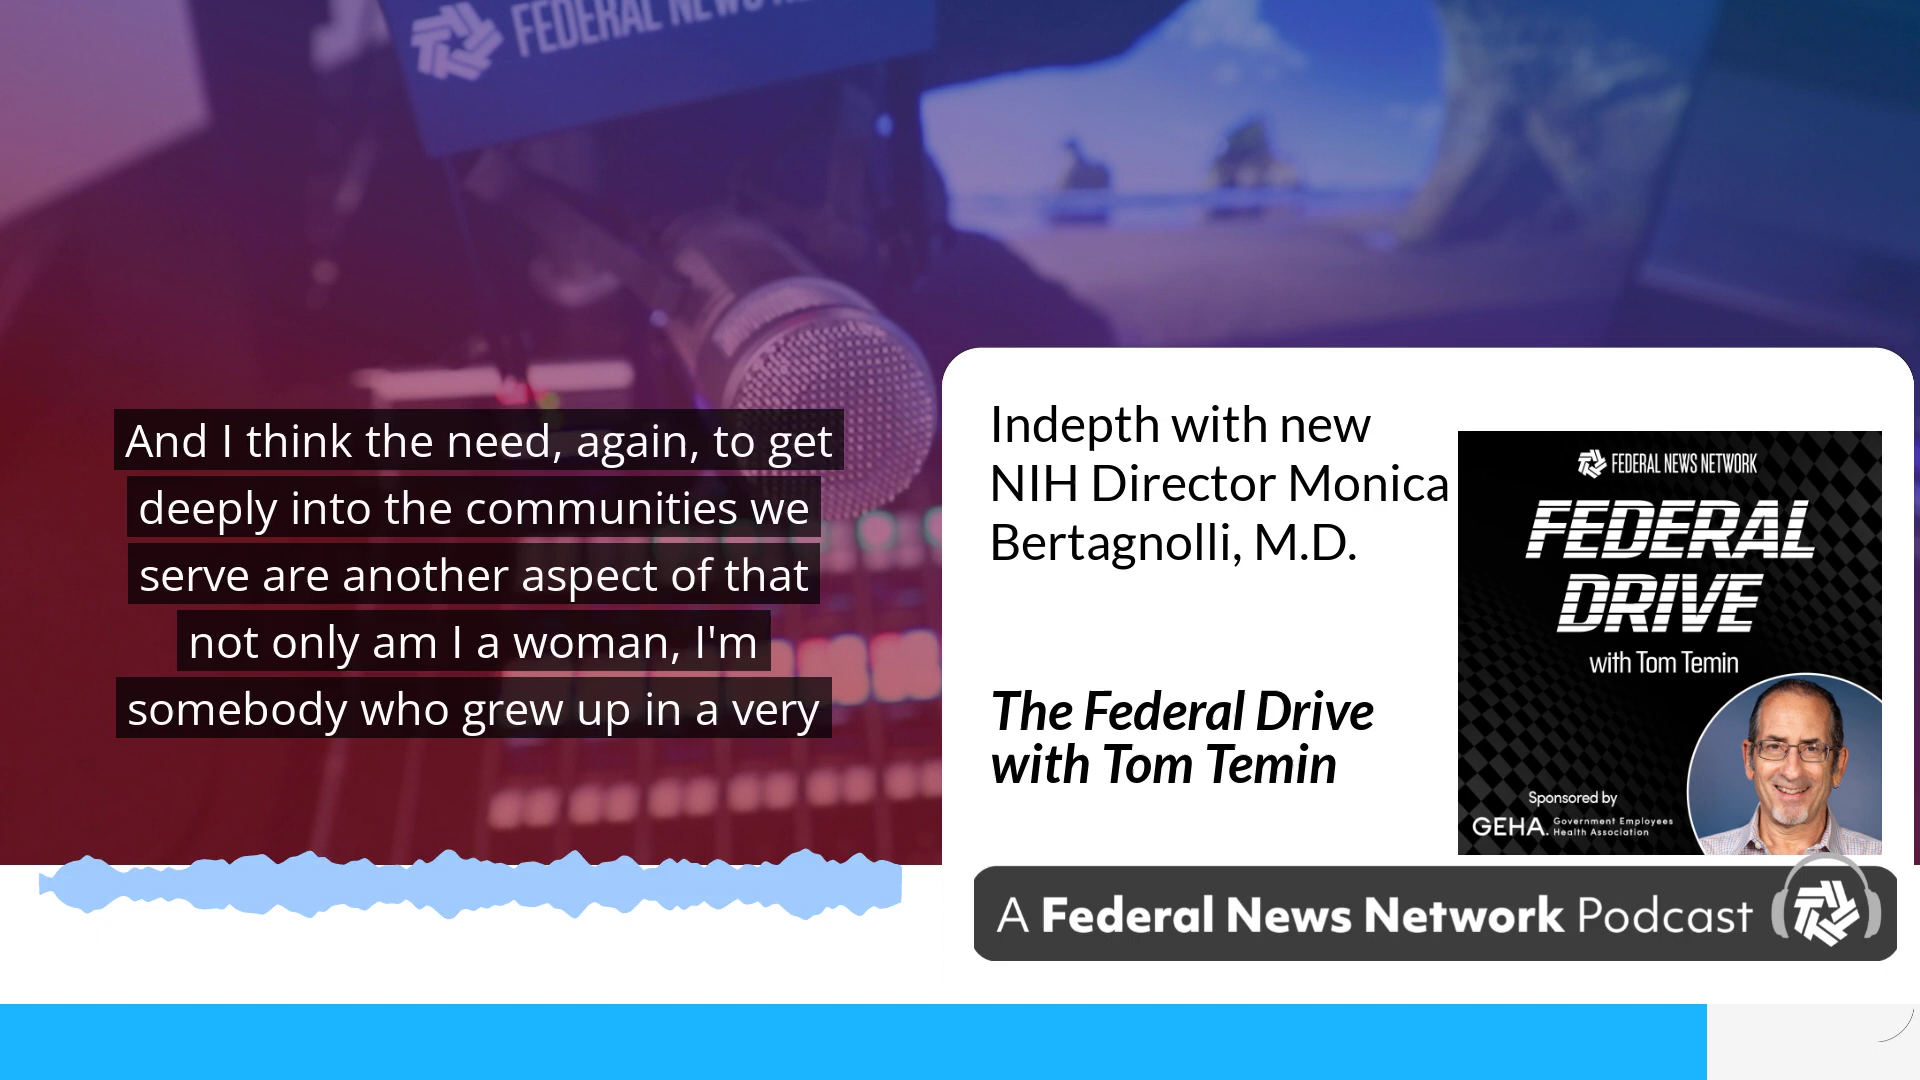 FEDERAL NEWS
And I think the need, again, to get
deeply into the communities we
serve are another aspect of that
not only am I a woman, I'm
somebody who grew up in a very
Indepth with new
NIH Director Monica
Bertagnolli, M.D.
The Federal Drive
with Tom Temin
FEDERAL NEWS NETWORK
FEDERAL
DRIVE
with Tom Temin
Sponsored by
GEHA. Government Employees
Health Association
A Federal News Network Podcast